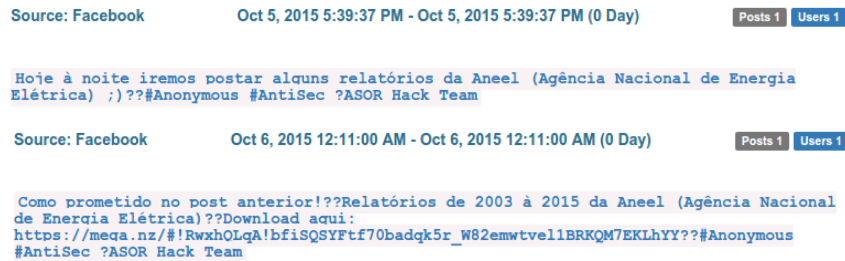 Source: Facebook Oct 5, 2015 5:39:37 PM - Oct 5, 2015 5:39:37 PM (0 Day) Posts 1 Users 1
Hoje à noite iremos postar alguns relatórios da Aneel (Agência Nacional de Energia
Elétrica) ;)??#Anonymous #AntiSec ?ASOR Hack Team
Source: Facebook Oct 6, 2015 12:11:00 AM - Oct 6, 2015 12:11:00 AM (0 Day) Posts 1 Users 1
Como prometido no post anterior!??Relatórios de 2003 à 2015 da Aneel (Agência Nacional
de Energia Elétrica)??Download aqui:
https://mega.nz/#!RwxhQLqA!bfiSQSYFtf70badqk5r_W82emwtvel1BRKQM7EKLhYY??#Anonymous
#AntiSec ?ASOR Hack Team